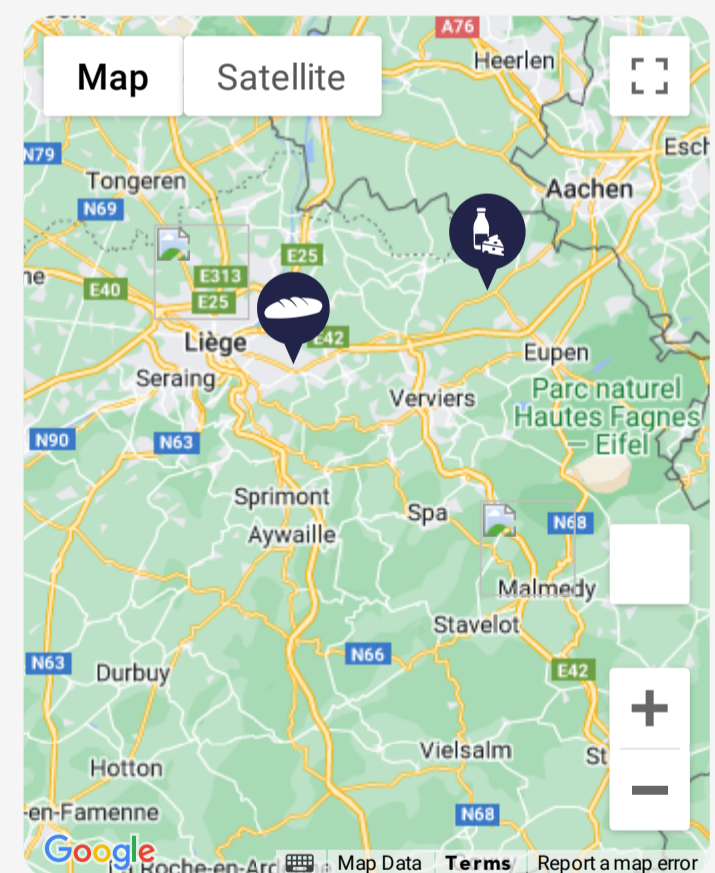 A76
Map
Satellite
Heerlen
N79
Tongeren
Aachen
N69
E25
E313
E40
E25
E42
Liège
Eupen
Seraing
Parc naturel
Hautes Fagnes
– Eifel
Verviers
N90
N63
Sprimont
Spa
N68
Aywaille
Malmedy
Stavelot
N66
N63
E42
Durbuy
Vielsalm
St
Hotton
N68
-en-Famenne
Google
Map Data
Terms
Report a map error